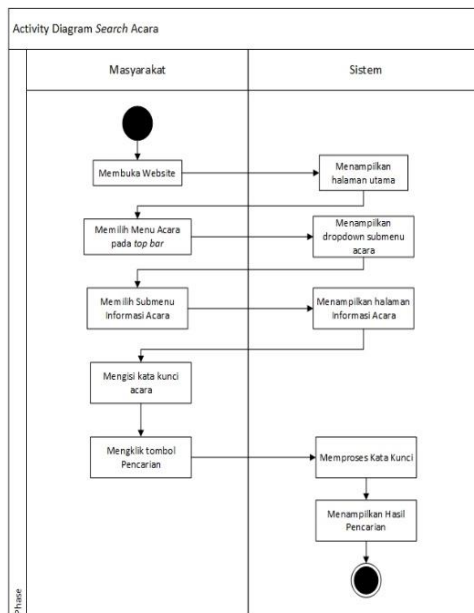 Activity Diagram Search Acara
Masyarakat
Sistem
Membuka Website
Menampilkan
halaman utama
Memilih Menu Acara
pada top bar
Menampilkan
dropdown submenu
acara
Memilih Submenu
Informasi Acara
Menampilkan halaman
Informasi Acara
Mengisi kata kunci
acara
Mengklik tombol
Pencarian
Memproses Kata Kunci
Menampilkan Hasil
Pencarian
Phase